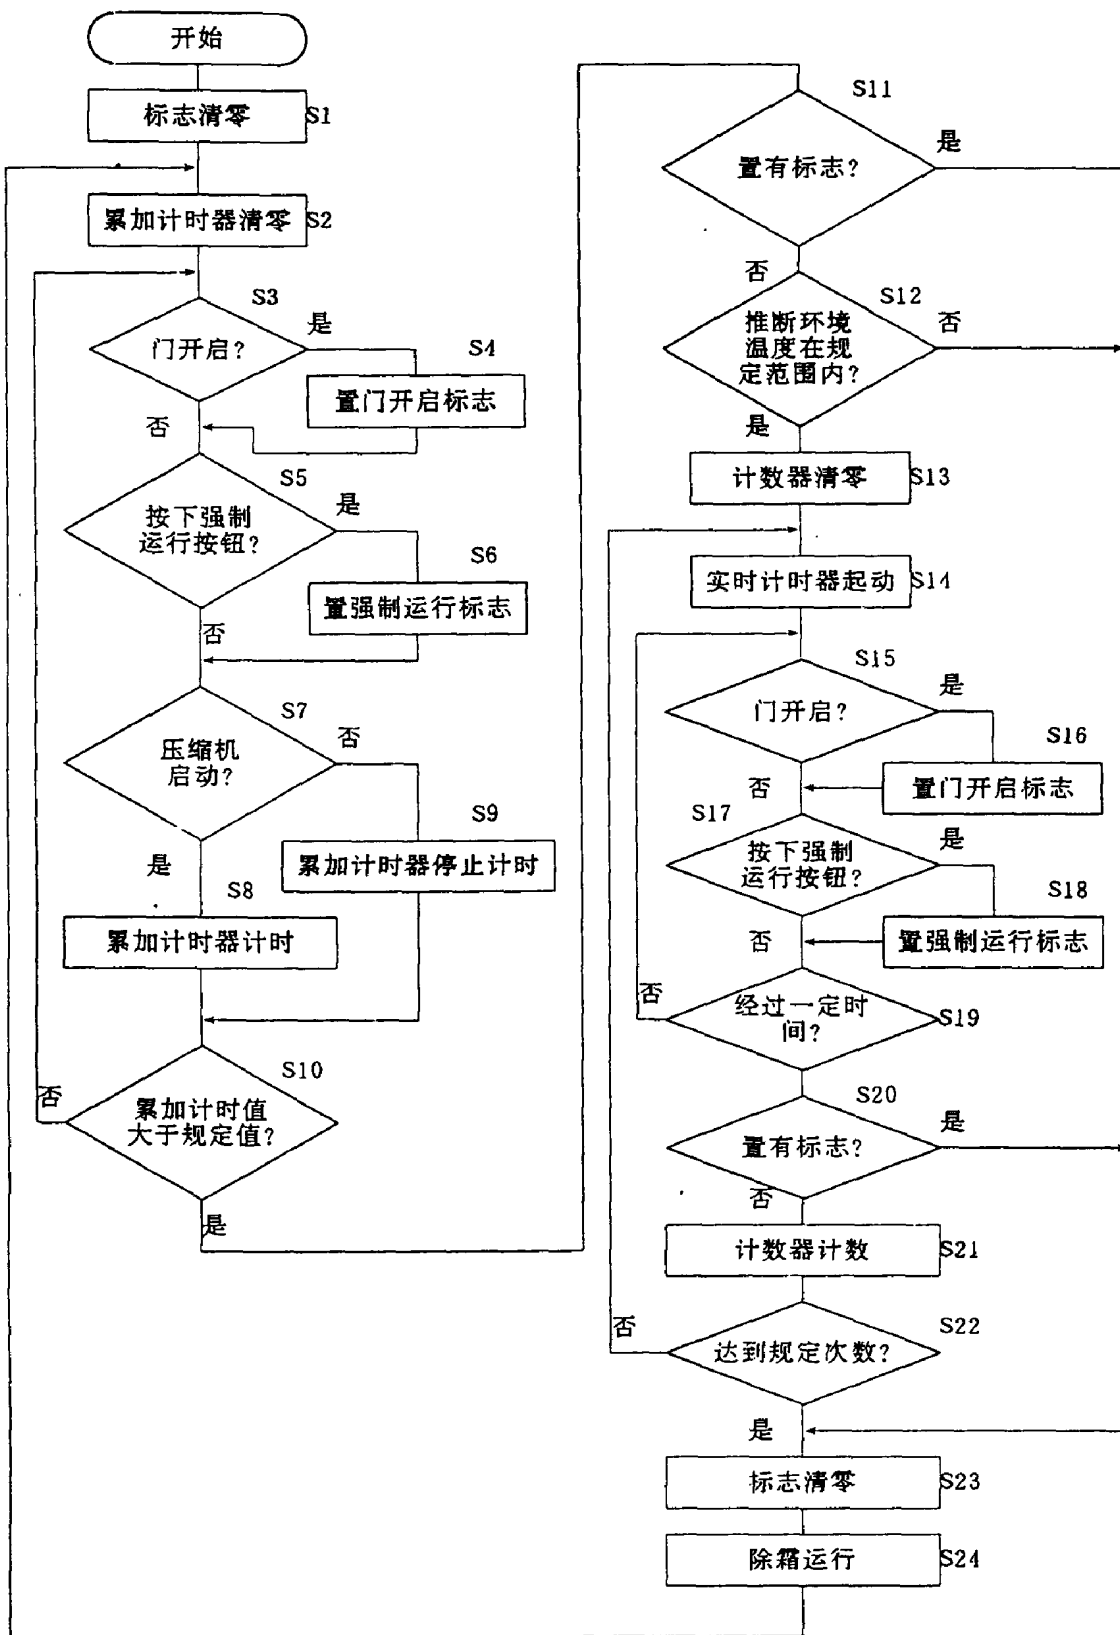 开始
标志清零 S1
累加计时器清零 S2
S3
门开启?
是
S4
置门开启标志
否
S5
按下强制
运行按钮?
是
S6
置强制运行标志
否
S7
压缩机
启动?
否
S9
累加计时器停止计时
是
S8
累加计时器计时
S10
累加计时值
大于规定值?
否
是
S11
置有标志?
是
否
S12
推断环境
温度在规
定范围内?
否
是
计数器清零 S13
实时计时器起动 S14
S15
门开启?
是
S16
置门开启标志
否
S17
按下强制
运行按钮?
是
S18
置强制运行标志
否
经过一定时
间?
S19
否
S20
置有标志?
是
否
计数器计数 S21
达到规定次数?
S22
否
是
标志清零 S23
除霜运行 S24